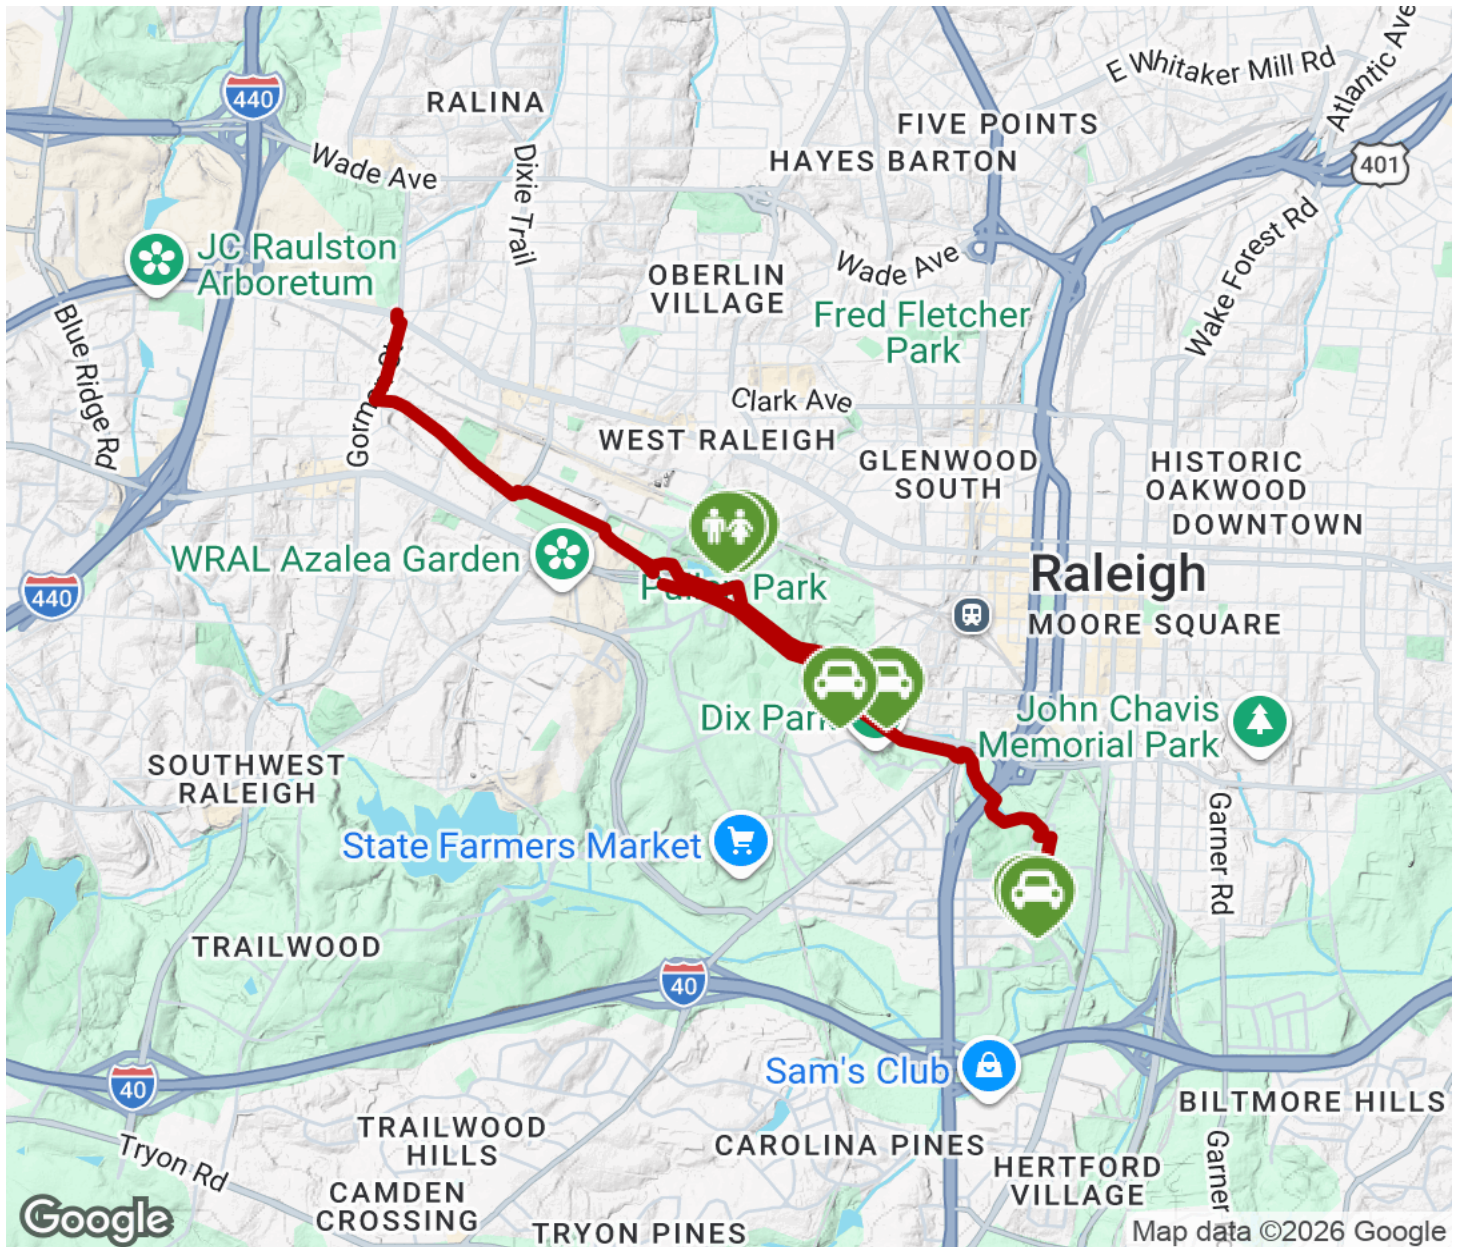 E Whitaker Mill Rd
Atlantic Ave
440
RALINA
FIVE POINTS
HAYES BARTON
401
Wade Ave
Dixie Trail
JC Raulston
Arboretum
OBERLIN
VILLAGE
Wade Ave
Wake Forest Rd
Fred Fletcher
Park
Blue Ridge Rd
Clark Ave
WEST RALEIGH
GLENWOOD
SOUTH
HISTORIC
OAKWOOD
DOWNTOWN
WRAL Azalea Garden
440
Park
Raleigh
MOORE SQUARE
Dix Park
John Chavis
Memorial Park
SOUTHWEST
RALEIGH
State Farmers Market
Garner Rd
TRAILWOOD
40
40
Sam's Club
TRAILWOOD
HILLS
CAROLINA PINES
BILTMORE HILLS
Tryon Rd
HERTFORD
VILLAGE
Garner
CAMDEN
CROSSING
TRYON PINES
Google
Map data ©2026 Google